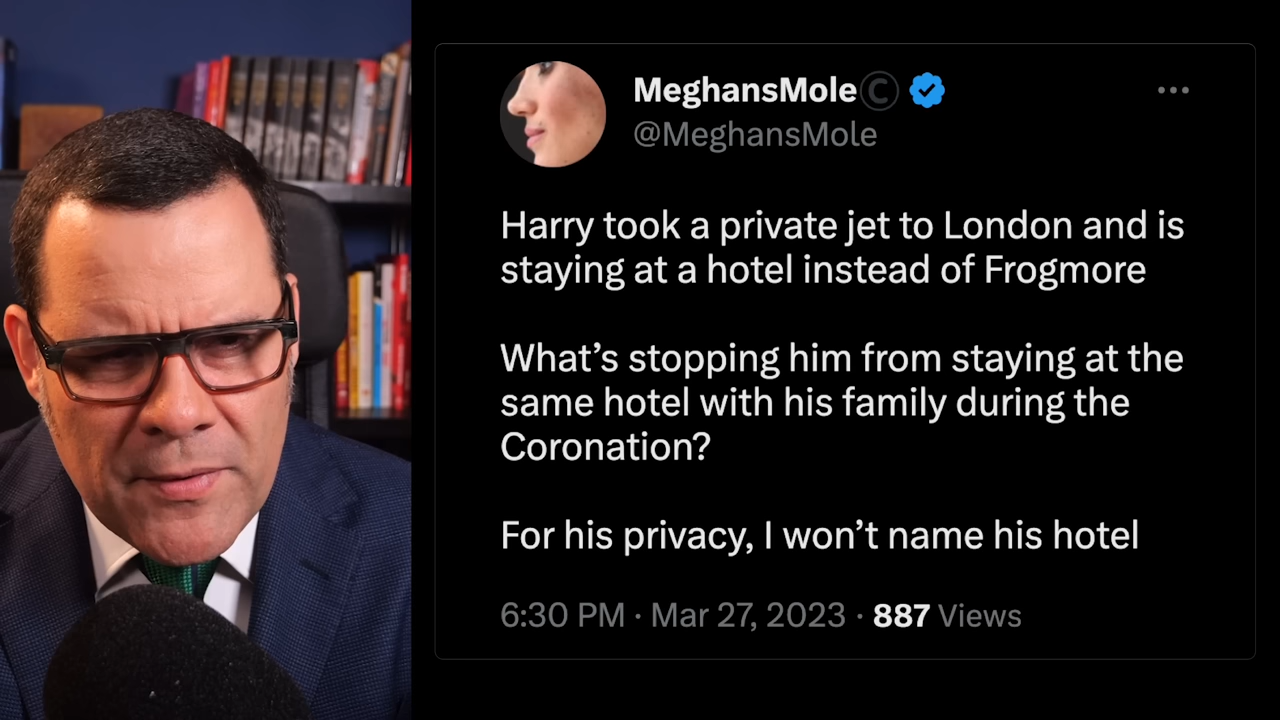 MeghansMole Ⓒ
@MeghansMole
Harry took a private jet to London and is
staying at a hotel instead of Frogmore
What’s stopping him from staying at the
same hotel with his family during the
Coronation?
For his privacy, I won’t name his hotel
6:30 PM · Mar 27, 2023 · 887 Views